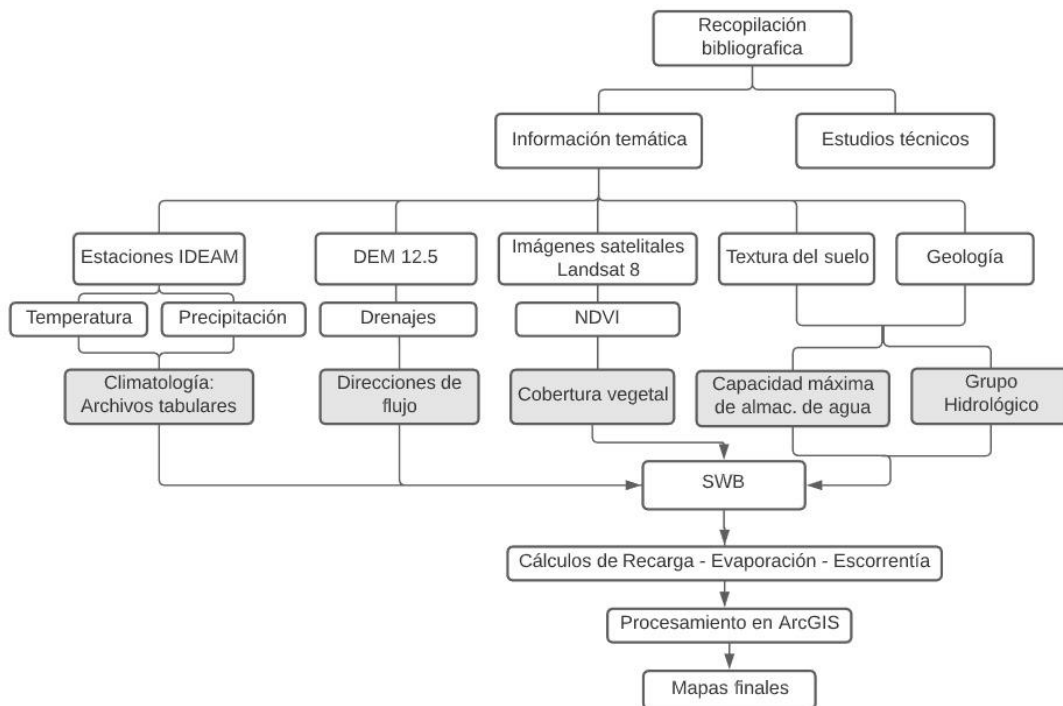 Recopilación
bibliografica
Información temática
Estudios técnicos
Estaciones IDEAM
DEM 12.5
Imágenes satelitales
Landsat 8
Textura del suelo
Geología
Temperatura
Precipitación
Drenajes
NDVI
Climatología:
Archivos tabulares
Direcciones de
flujo
Cobertura vegetal
Capacidad máxima
de almac. de agua
Grupo
Hidrológico
SWB
Cálculos de Recarga - Evaporación - Escorrentía
Procesamiento en ArcGIS
Mapas finales